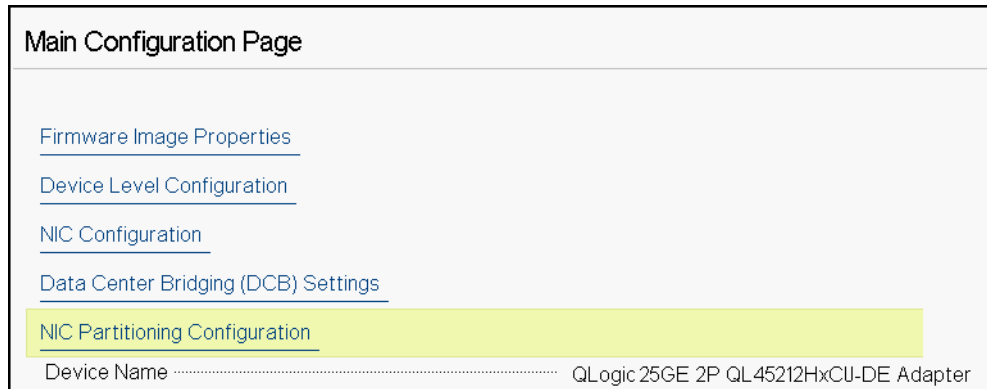 Main Configuration Page
Firmware Image Properties
Device Level Configuration
NIC Configuration
Data Center Bridging (DCB) Settings
NIC Partitioning Configuration
Device Name QLogic 25GE 2P QL45212HxCU-DE Adapter